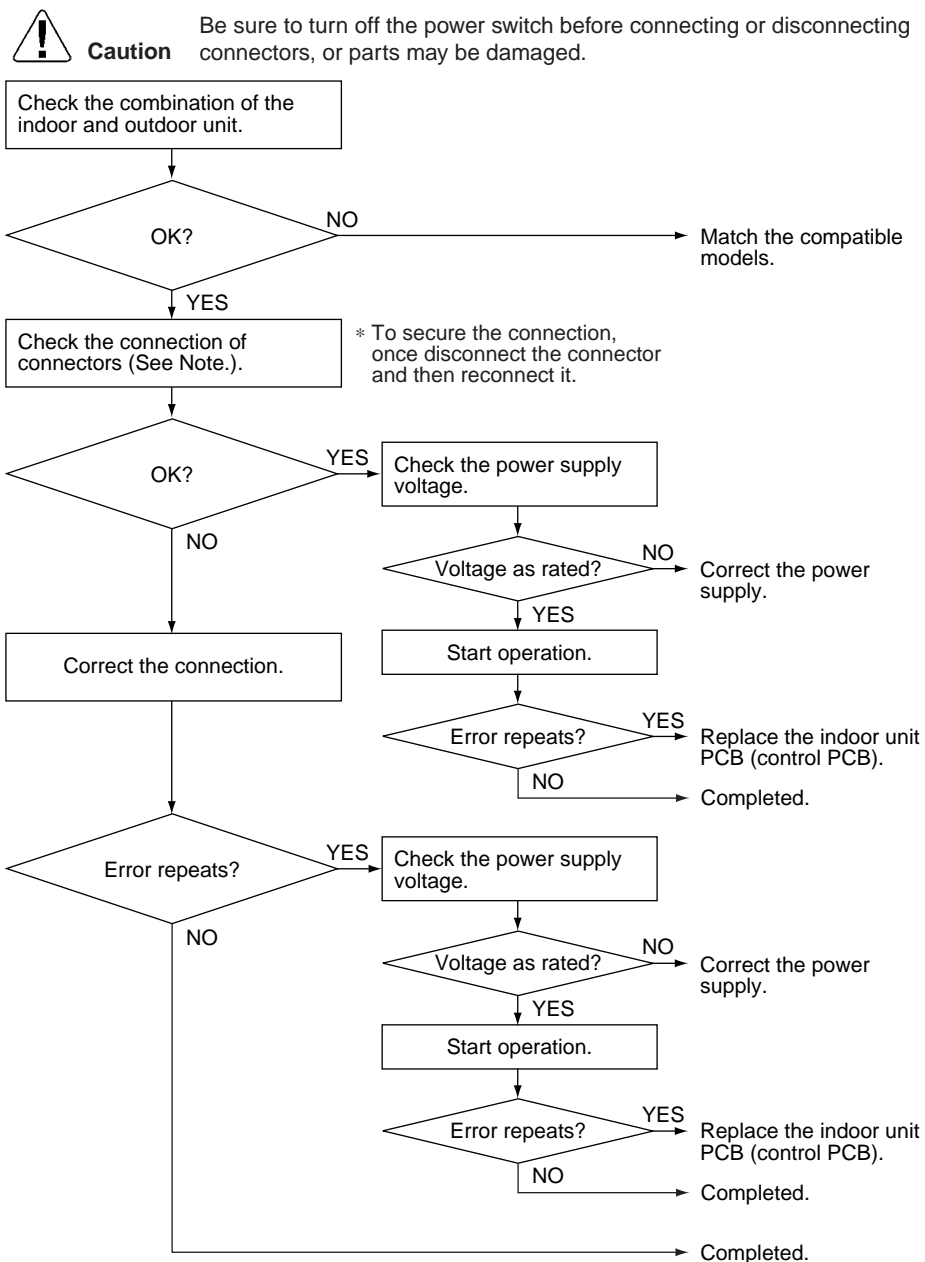 Caution
Be sure to turn off the power switch before connecting or disconnecting
connectors, or parts may be damaged.
Check the combination of the
indoor and outdoor unit.
OK?
NO
Match the compatible
models.
YES
Check the connection of
connectors (See Note.).
* To secure the connection,
once disconnect the connector
and then reconnect it.
OK?
YES
Check the power supply
voltage.
NO
Voltage as rated?
NO
Correct the power
supply.
YES
Correct the connection.
Start operation.
Error repeats?
YES
Replace the indoor unit
PCB (control PCB).
NO
Completed.
Error repeats?
YES
Check the power supply
voltage.
NO
Voltage as rated?
NO
Correct the power
supply.
YES
Start operation.
Error repeats?
YES
Replace the indoor unit
PCB (control PCB).
NO
Completed.
Completed.